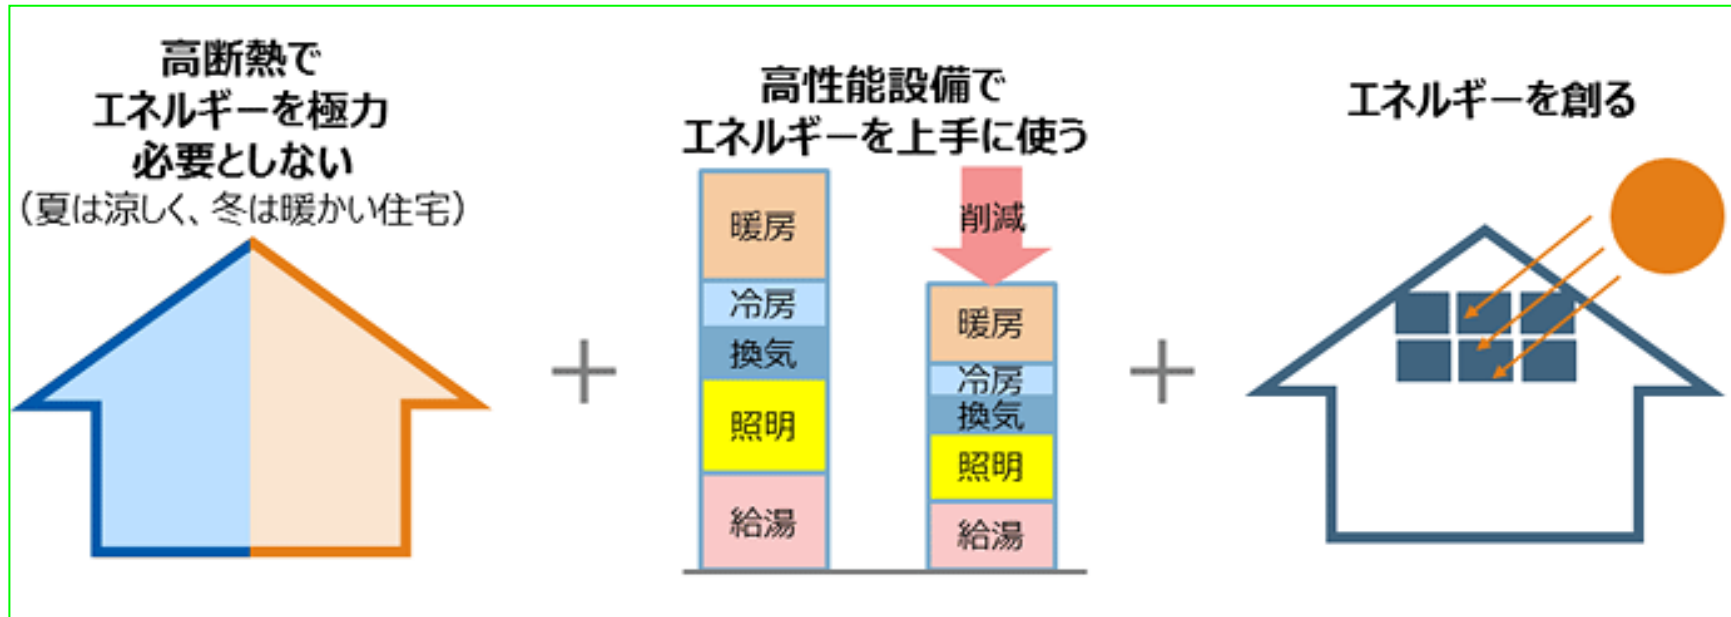 高断熱で
エネルギーを極力
必要としない
（夏は涼しく、冬は暖かい住宅）
高性能設備で
エネルギーを上手に使う
暖房
冷房
換気
照明
給湯
削減
暖房
冷房
換気
照明
給湯
エネルギーを創る